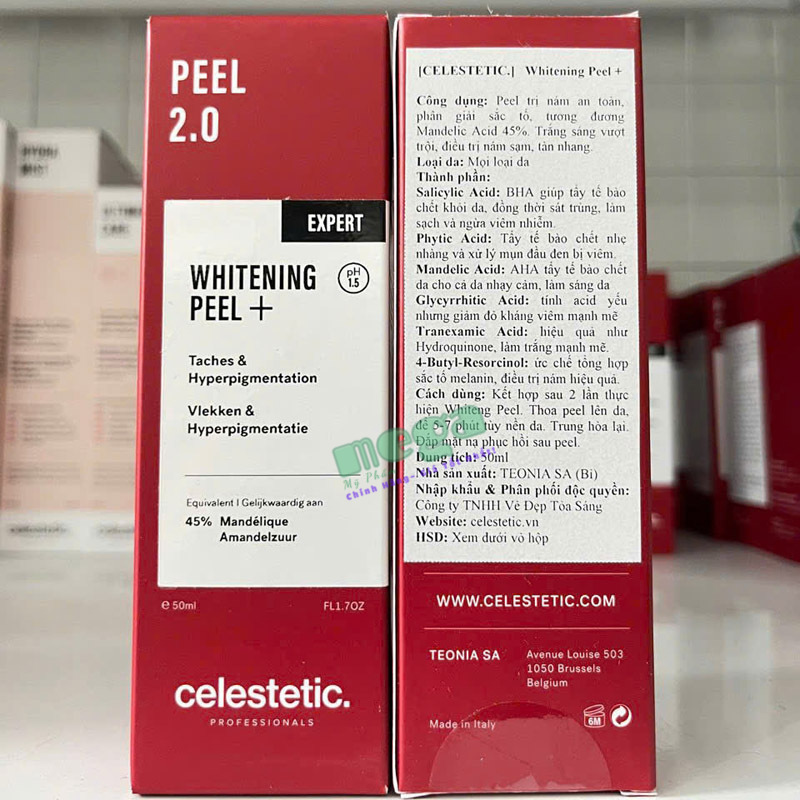 PEEL
2.0
EXPERT
WHITENING
PEEL +
pH
1.5
Taches &
Hyperpigmentation
Vlekken &
Hyperpigmentatie
Equivalent I Gelijkwaardig aan
45% Mandélique
Amandelzuur
e 50ml FL1.7OZ
celestetic.
PROFESSIONALS
[CELESTETIC.] Whitening Peel +
Công dụng: Peel trị nám an toàn,
phân giải sắc tố, tương đương
Mandelic Acid 45%. Trắng sáng vượt
trội, điều trị nám sạm, tàn nhang.
Loại da: Mọi loại da
Thành phần:
Salicylic Acid: BHA giúp tẩy tế bào
chết khỏi da, đồng thời sát trùng, làm
sạch và ngừa viêm nhiễm.
Phytic Acid: Tẩy tế bào chết nhẹ
nhàng và xử lý mụn đầu đen bị viêm.
Mandelic Acid: AHA tẩy tế bào chết
da cho cả da nhạy cảm, làm sáng da
Glycyrrhitic Acid: tính acid yếu
nhưng giảm đỏ kháng viêm mạnh mẽ
Tranexamic Acid: hiệu quả như
Hydroquinone, làm trắng mạnh mẽ.
4-Butyl-Resorcinol: ức chế tổng hợp
sắc tố melanin, điều trị nám hiệu quả.
Cách dùng: Kết hợp sau 2 lần thực
hiện Whiteng Peel. Thoa peel lên da,
để 5-7 phút tùy nền da. Trung hòa lại.
Đắp mặt nạ phục hồi sau peel.
Dung tích: 50ml
Nhà sản xuất: TEONIA SA (Bỉ)
Nhập khẩu & Phân phối độc quyền:
Công ty TNHH Vẻ Đẹp Tỏa Sáng
Website: celestetic.vn
HSD: Xem dưới vỏ hộp
WWW.CELESTETIC.COM
TEONIA SA Avenue Louise 503
1050 Brussels
Belgium
Made in Italy 6M
mega
Mỹ Phẩm
HYDRA
MIST
CARE